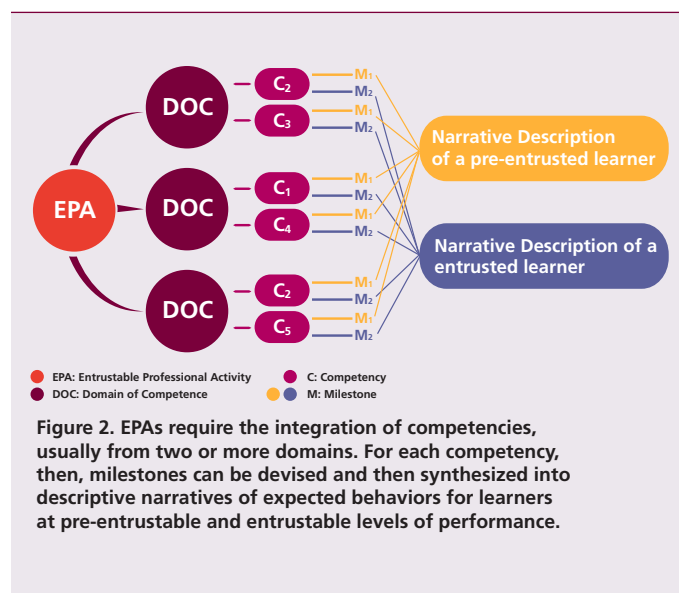 EPA
DOC
C2
M1
M2
C3
M1
M2
DOC
C1
M1
M2
C4
M1
M2
DOC
C2
M1
M2
C5
M1
M2
Narrative Description
of a pre-entrusted learner
Narrative Description of a
entrusted learner
EPA: Entrustable Professional Activity
C: Competency
DOC: Domain of Competence
M: Milestone
Figure 2. EPAs require the integration of competencies,
usually from two or more domains. For each competency,
then, milestones can be devised and then synthesized into
descriptive narratives of expected behaviors for learners
at pre-entrustable and entrustable levels of performance.